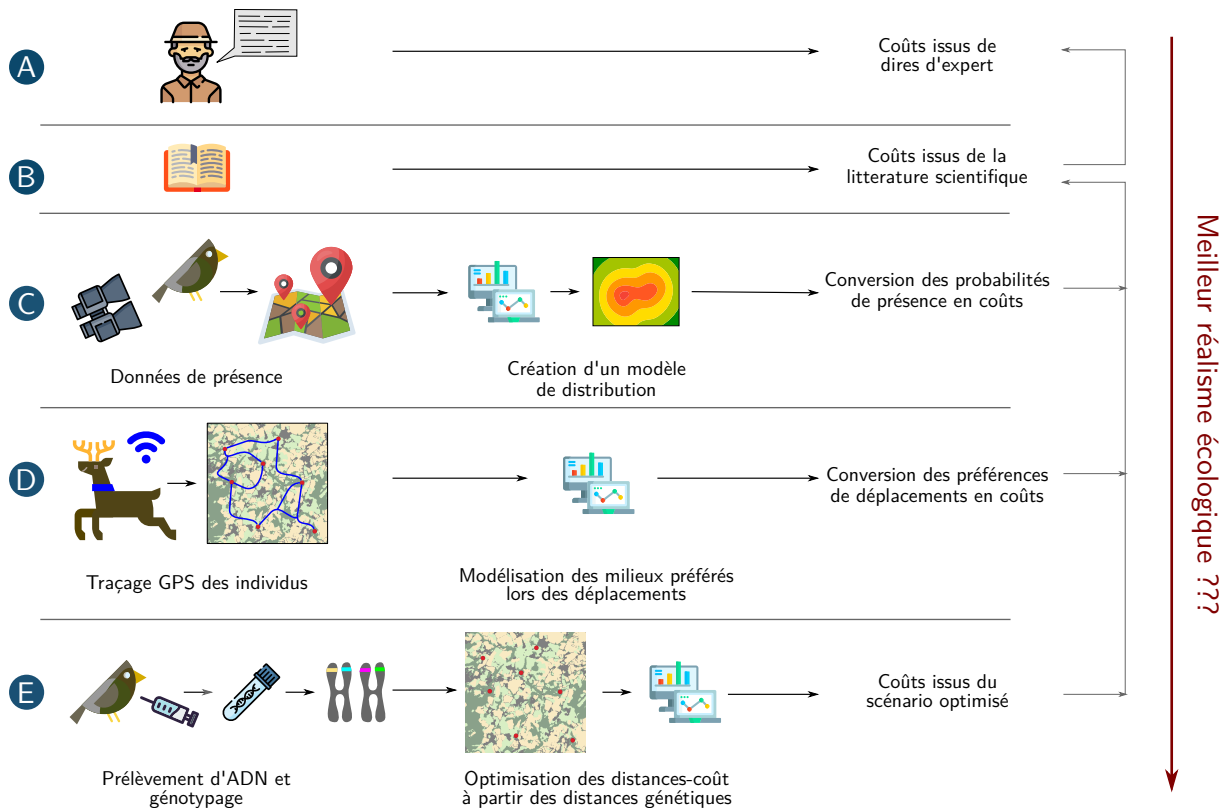 A
Coûts issus de
dires d'expert
B
Coûts issus de la
litterature scientifique
C
Conversion des probabilités
de présence en coûts
Données de présence
Création d'un modèle
de distribution
D
Conversion des préférences
de déplacements en coûts
Traçage GPS des individus
Modélisation des milieux préférés
lors des déplacements
E
Coûts issus du
scénario optimisé
Prélèvement d'ADN et
génotypage
Optimisation des distances-coût
à partir des distances génétiques
Meilleur réalisme écologique ???